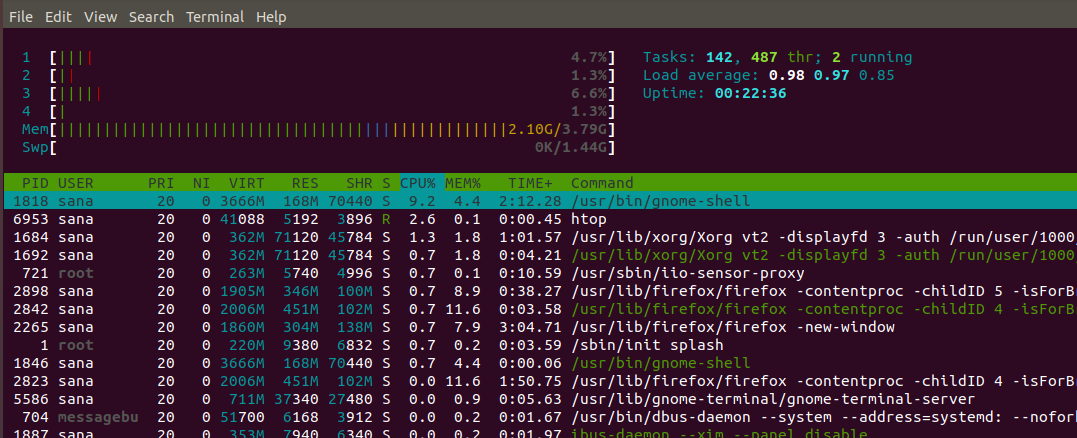 File Edit View Search Terminal Help
1 [|||| 4.7%] Tasks: 142, 487 thr; 2 running
2 [|| 1.3%] Load average: 0.98 0.97 0.85
3 [||||| 6.6%] Uptime: 00:22:36
4 [| 1.3%]
Mem[||||||||||||||||||||||||||||||||||||||||||||||||||2.10G/3.79G]
Swp[ 0K/1.44G]
PID USER PRI NI VIRT RES SHR S CPU% MEM% TIME+ Command
1818 sana 20 0 3666M 168M 70440 S 9.2 4.4 2:12.28 /usr/bin/gnome-shell
6953 sana 20 0 41088 5192 3896 R 2.6 0.1 0:00.45 htop
1684 sana 20 0 362M 71120 45784 S 1.3 1.8 1:01.57 /usr/lib/xorg/Xorg vt2 -displayfd 3 -auth /run/user/1000
1692 sana 20 0 362M 71120 45784 S 0.7 1.8 0:04.21 /usr/lib/xorg/Xorg vt2 -displayfd 3 -auth /run/user/1000
721 root 20 0 263M 5740 4996 S 0.7 0.1 0:10.59 /usr/sbin/iio-sensor-proxy
2898 sana 20 0 1905M 346M 100M S 0.7 8.9 0:38.27 /usr/lib/firefox/firefox -contentproc -childID 5 -isForB
2842 sana 20 0 2006M 451M 102M S 0.7 11.6 0:03.58 /usr/lib/firefox/firefox -contentproc -childID 4 -isForB
2265 sana 20 0 1860M 304M 138M S 0.7 7.9 3:04.71 /usr/lib/firefox/firefox -new-window
1 root 20 0 220M 9380 6832 S 0.7 0.2 0:03.59 /sbin/init splash
1846 sana 20 0 3666M 168M 70440 S 0.7 4.4 0:00.06 /usr/bin/gnome-shell
2823 sana 20 0 2006M 451M 102M S 0.0 11.6 1:50.75 /usr/lib/firefox/firefox -contentproc -childID 4 -isForB
5586 sana 20 0 711M 37340 27480 S 0.0 0.9 0:05.63 /usr/lib/gnome-terminal/gnome-terminal-server
704 messagebu 20 0 51700 6168 3912 S 0.0 0.2 0:01.67 /usr/bin/dbus-daemon --system --address=systemd: --nofor
1887 sana 20 0 353M 7940 6340 S 0.0 0.2 0:01.97 ibus-daemon --xim --panel disable